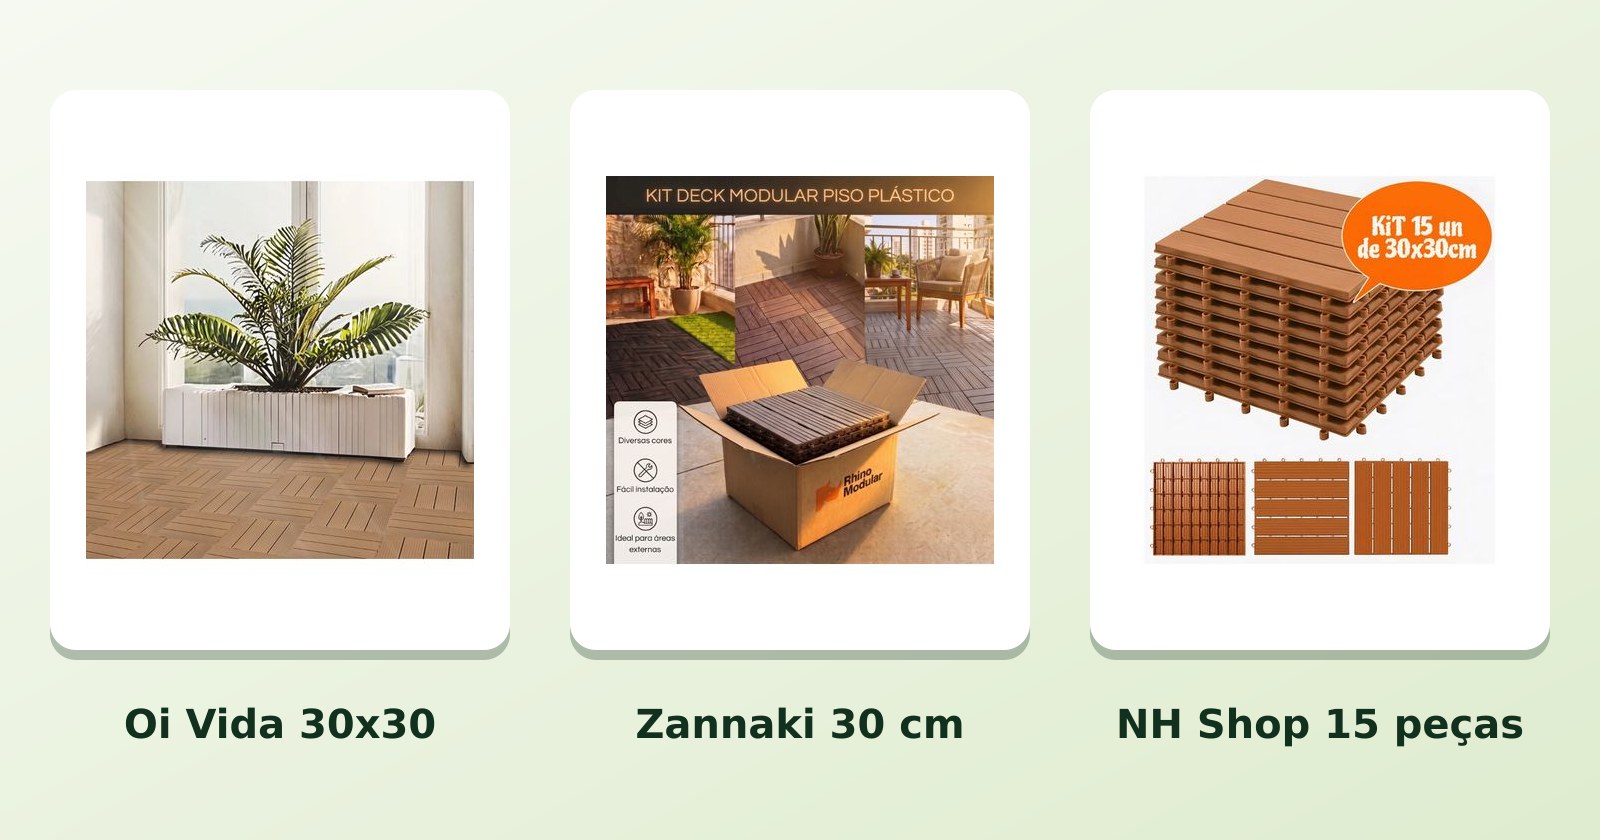 KIT DECK MODULAR PISO PLÁSTICO
Diversas cores
Fácil instalação
Ideal para áreas
externas
Rhino
Modular
KiT 15 un
de 30x30cm
Oi Vida 30x30
Zannaki 30 cm
NH Shop 15 peças